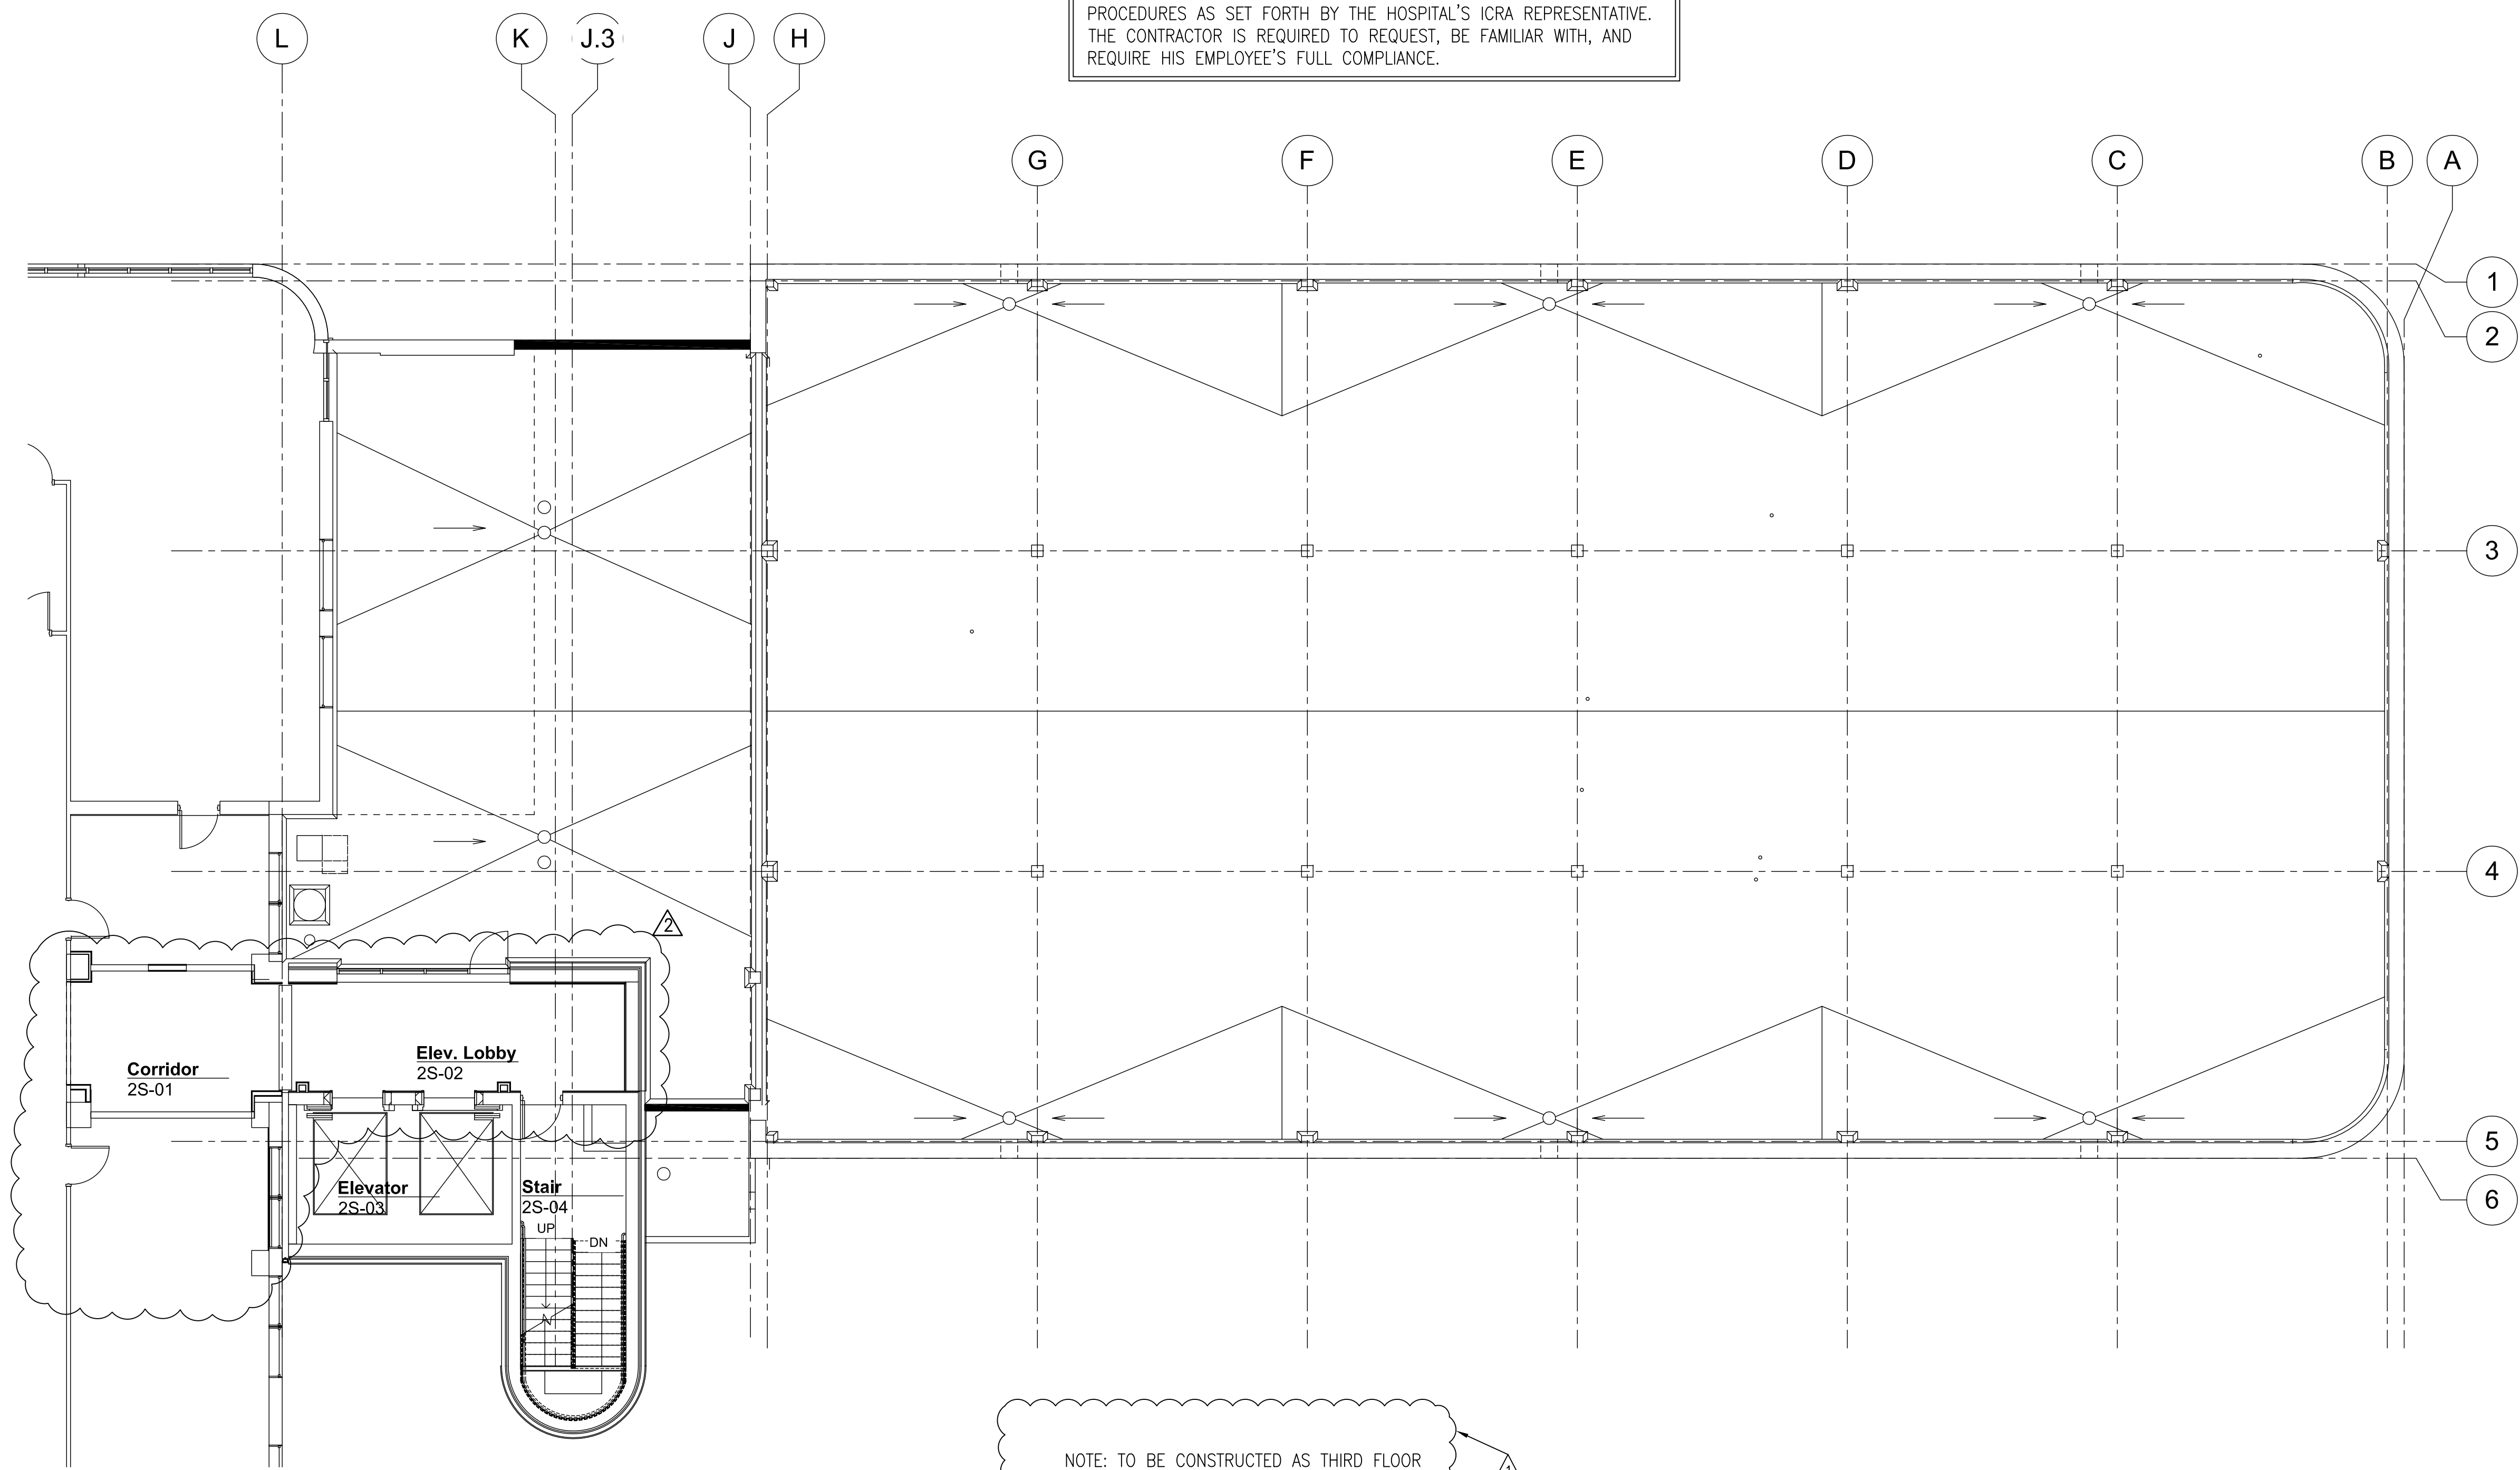 PROCEDURES AS SET FORTH BY THE HOSPITAL'S ICRA REPRESENTATIVE.
THE CONTRACTOR IS REQUIRED TO REQUEST, BE FAMILIAR WITH, AND
REQUIRE HIS EMPLOYEE'S FULL COMPLIANCE.
L
K
J.3
J
H
G
F
E
D
C
B
A
1
2
3
4
2
Elev. Lobby
2S-02
Corridor
2S-01
5
Elevator
2S-03
Stair
2S-04
6
UP
DN
NOTE: TO BE CONSTRUCTED AS THIRD FLOOR
1